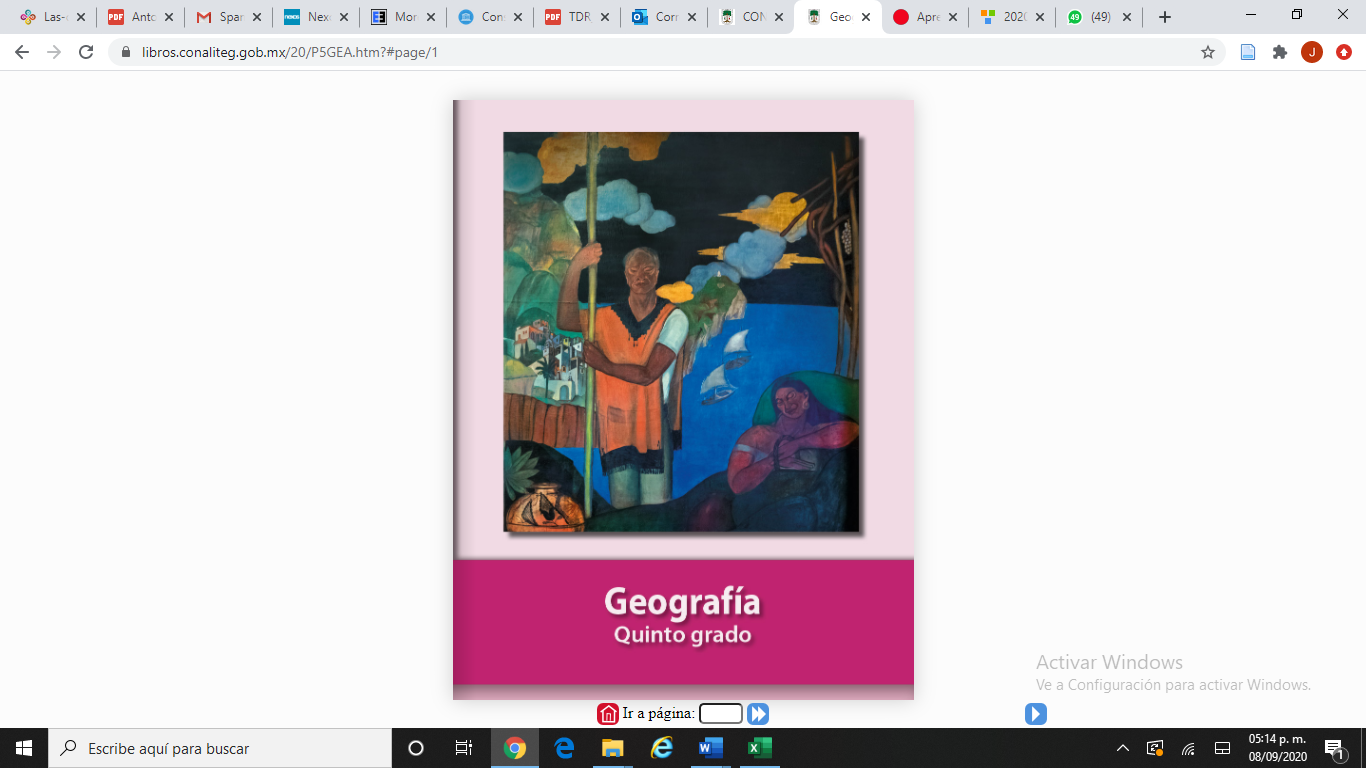 Las-
PDF Anto
Spar
Nex
Mor
Con
PDF TDR
Corr
CON
Geo
Apre
2020
49 (49)
libros.conaliteg.gob.mx/20/P5GEA.htm?#page/1
J
Geografía
Quinto grado
Activar Windows
Ve a Configuración para activar Windows.
Ir a página:
Escribe aquí para buscar
05:14 p. m.
08/09/2020
1